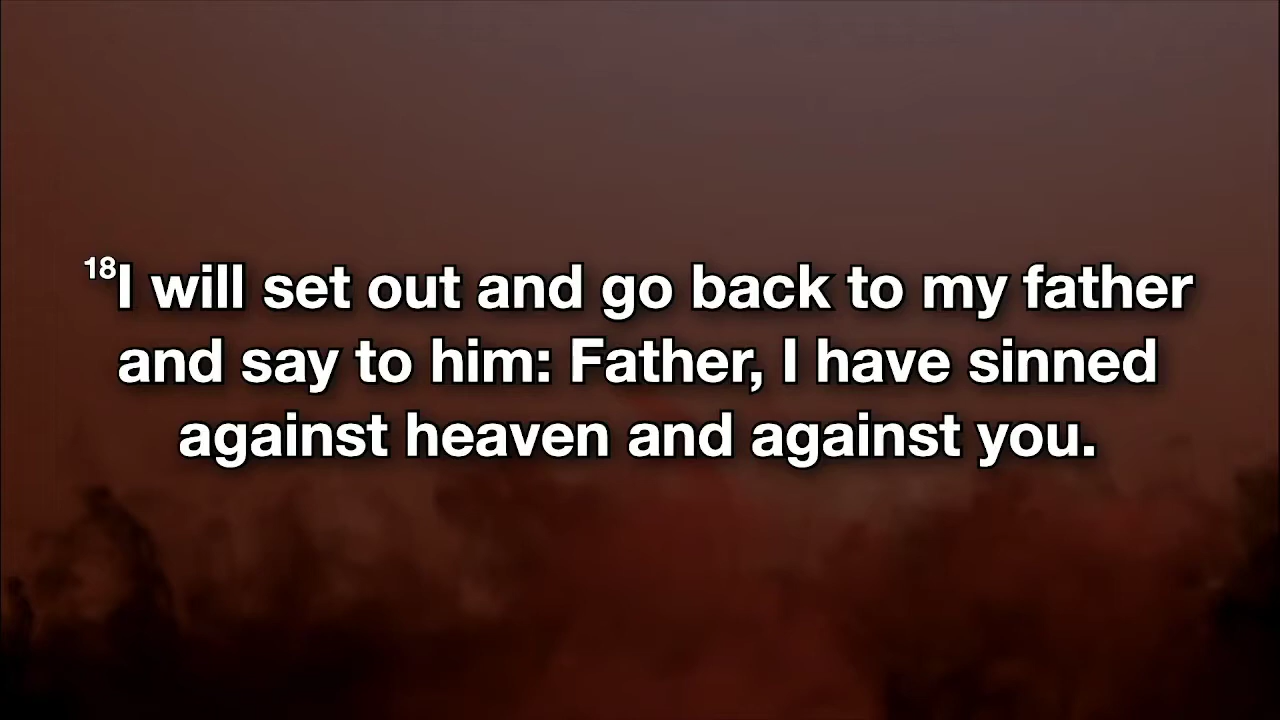 18I will set out and go back to my father
and say to him: Father, I have sinned
against heaven and against you.